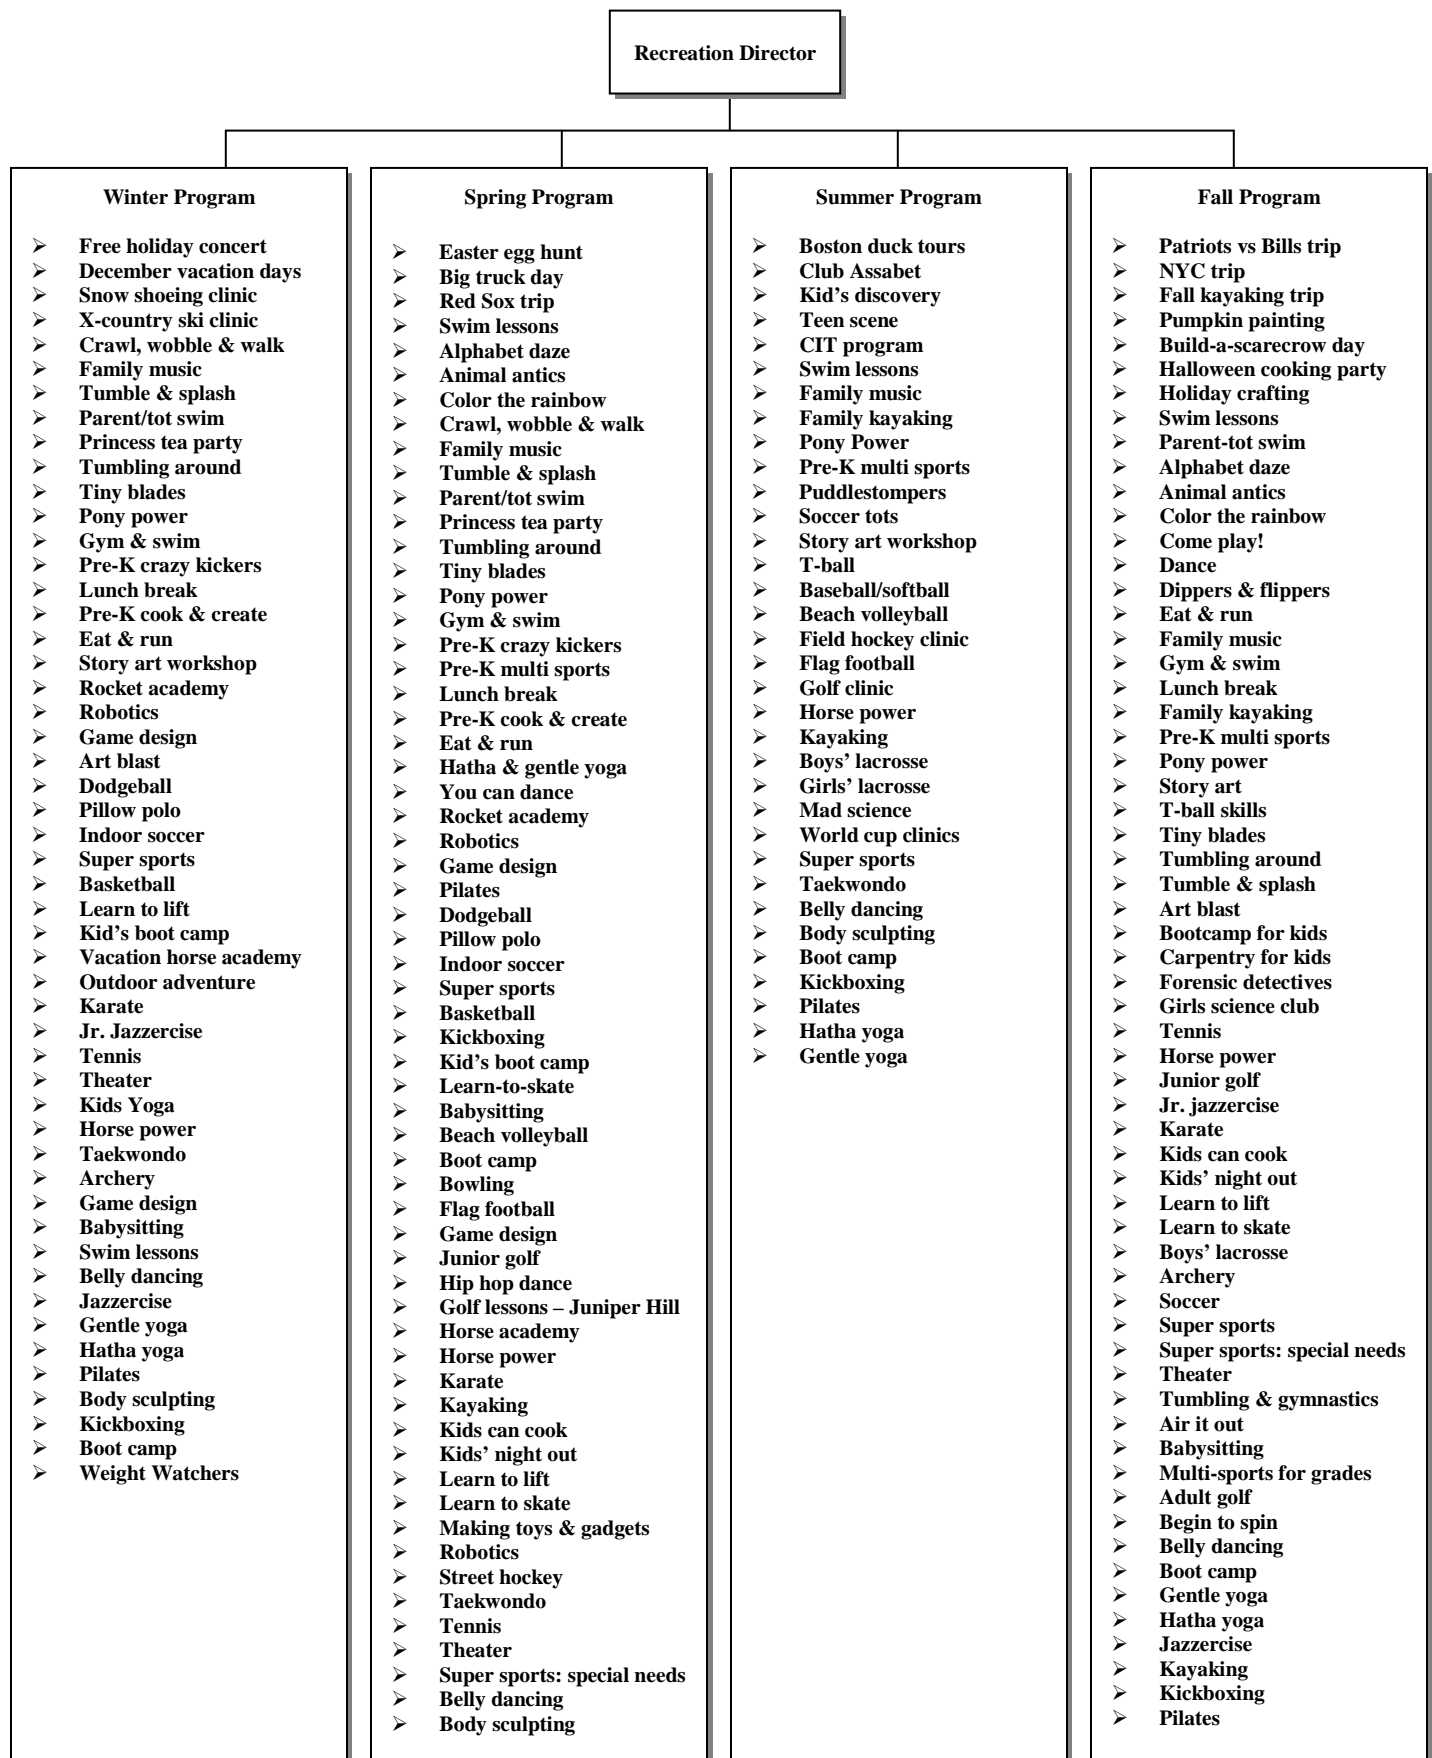 Recreation Director
Winter Program
➢ Free holiday concert
➢ December vacation days
➢ Snow shoeing clinic
➢ X-country ski clinic
➢ Crawl, wobble & walk
➢ Family music
➢ Tumble & splash
➢ Parent/tot swim
➢ Princess tea party
➢ Tumbling around
➢ Tiny blades
➢ Pony power
➢ Gym & swim
➢ Pre-K crazy kickers
➢ Lunch break
➢ Pre-K cook & create
➢ Eat & run
➢ Story art workshop
➢ Rocket academy
➢ Robotics
➢ Game design
➢ Art blast
➢ Dodgeball
➢ Pillow polo
➢ Indoor soccer
➢ Super sports
➢ Basketball
➢ Learn to lift
➢ Kid's boot camp
➢ Vacation horse academy
➢ Outdoor adventure
➢ Karate
➢ Jr. Jazzercise
➢ Tennis
➢ Theater
➢ Kids Yoga
➢ Horse power
➢ Taekwondo
➢ Archery
➢ Game design
➢ Babysitting
➢ Swim lessons
➢ Belly dancing
➢ Jazzercise
➢ Gentle yoga
➢ Hatha yoga
➢ Pilates
➢ Body sculpting
➢ Kickboxing
➢ Boot camp
➢ Weight Watchers
Spring Program
➢ Easter egg hunt
➢ Big truck day
➢ Red Sox trip
➢ Swim lessons
➢ Alphabet daze
➢ Animal antics
➢ Color the rainbow
➢ Crawl, wobble & walk
➢ Family music
➢ Tumble & splash
➢ Parent/tot swim
➢ Princess tea party
➢ Tumbling around
➢ Tiny blades
➢ Pony power
➢ Gym & swim
➢ Pre-K crazy kickers
➢ Pre-K multi sports
➢ Lunch break
➢ Pre-K cook & create
➢ Eat & run
➢ Hatha & gentle yoga
➢ You can dance
➢ Rocket academy
➢ Robotics
➢ Game design
➢ Pilates
➢ Dodgeball
➢ Pillow polo
➢ Indoor soccer
➢ Super sports
➢ Basketball
➢ Kickboxing
➢ Kid's boot camp
➢ Learn-to-skate
➢ Babysitting
➢ Beach volleyball
➢ Boot camp
➢ Bowling
➢ Flag football
➢ Game design
➢ Junior golf
➢ Hip hop dance
➢ Golf lessons – Juniper Hill
➢ Horse academy
➢ Horse power
➢ Karate
➢ Kayaking
➢ Kids can cook
➢ Kids' night out
➢ Learn to lift
➢ Learn to skate
➢ Making toys & gadgets
➢ Robotics
➢ Street hockey
➢ Taekwondo
➢ Tennis
➢ Theater
➢ Super sports: special needs
➢ Belly dancing
➢ Body sculpting
Summer Program
➢ Boston duck tours
➢ Club Assabet
➢ Kid's discovery
➢ Teen scene
➢ CIT program
➢ Swim lessons
➢ Family music
➢ Family kayaking
➢ Pony Power
➢ Pre-K multi sports
➢ Puddlestompers
➢ Soccer tots
➢ Story art workshop
➢ T-ball
➢ Baseball/softball
➢ Beach volleyball
➢ Field hockey clinic
➢ Flag football
➢ Golf clinic
➢ Horse power
➢ Kayaking
➢ Boys' lacrosse
➢ Girls' lacrosse
➢ Mad science
➢ World cup clinics
➢ Super sports
➢ Taekwondo
➢ Belly dancing
➢ Body sculpting
➢ Boot camp
➢ Kickboxing
➢ Pilates
➢ Hatha yoga
➢ Gentle yoga
Fall Program
➢ Patriots vs Bills trip
➢ NYC trip
➢ Fall kayaking trip
➢ Pumpkin painting
➢ Build-a-scarecrow day
➢ Halloween cooking party
➢ Holiday crafting
➢ Swim lessons
➢ Parent-tot swim
➢ Alphabet daze
➢ Animal antics
➢ Color the rainbow
➢ Come play!
➢ Dance
➢ Dippers & flippers
➢ Eat & run
➢ Family music
➢ Gym & swim
➢ Lunch break
➢ Family kayaking
➢ Pre-K multi sports
➢ Pony power
➢ Story art
➢ T-ball skills
➢ Tiny blades
➢ Tumbling around
➢ Tumble & splash
➢ Art blast
➢ Bootcamp for kids
➢ Carpentry for kids
➢ Forensic detectives
➢ Girls science club
➢ Tennis
➢ Horse power
➢ Junior golf
➢ Jr. jazzercise
➢ Karate
➢ Kids can cook
➢ Kids' night out
➢ Learn to lift
➢ Learn to skate
➢ Boys' lacrosse
➢ Archery
➢ Soccer
➢ Super sports
➢ Super sports: special needs
➢ Theater
➢ Tumbling & gymnastics
➢ Air it out
➢ Babysitting
➢ Multi-sports for grades
➢ Adult golf
➢ Begin to spin
➢ Belly dancing
➢ Boot camp
➢ Gentle yoga
➢ Hatha yoga
➢ Jazzercise
➢ Kayaking
➢ Kickboxing
➢ Pilates